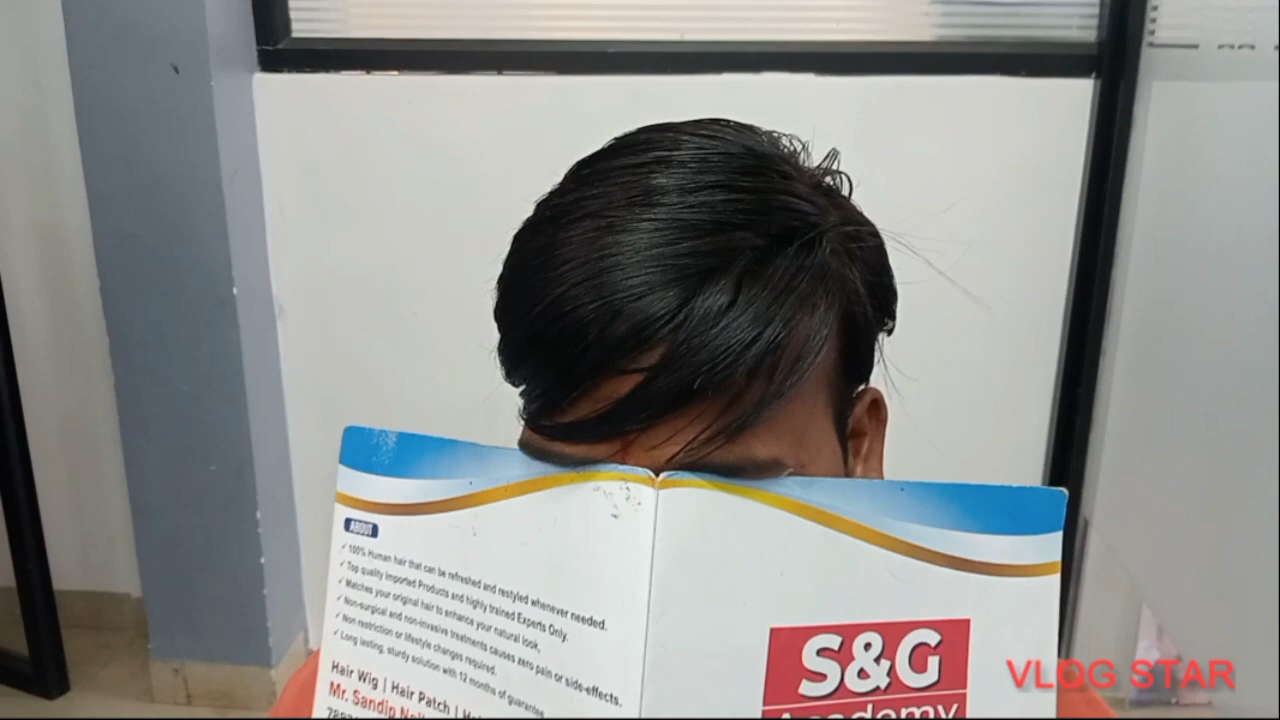 ABOUT
✓ 100% Human hair that can be refreshed and restyled whenever needed.
✓ Top quality Imported Products and highly trained Experts Only.
✓ Matches your original hair to enhance your natural look.
✓ Non-surgical and non-invasive treatments causes zero pain or side-effects.
✓ Non restriction or lifestyle changes required.
✓ Long lasting, sturdy solution with 12 months of guarantee
Hair Wig | Hair Patch |
Mr. Sandip
S&G
Academy
VLOG STAR